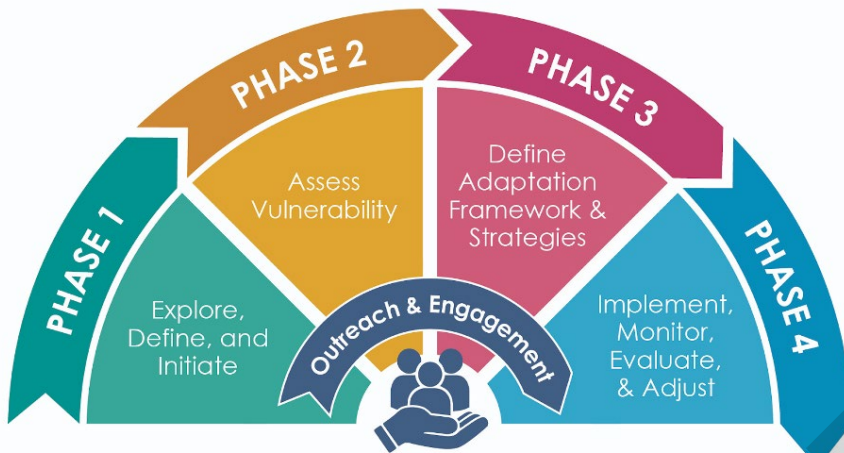 PHASE 1
Explore,
Define, and
Initiate
PHASE 2
Assess
Vulnerability
PHASE 3
Define
Adaptation
Framework &
Strategies
PHASE 4
Implement,
Monitor,
Evaluate,
& Adjust
Outreach & Engagement